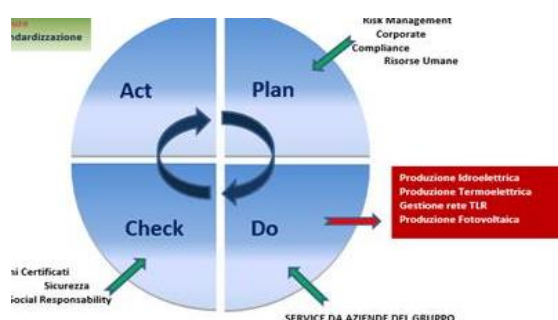 ndardizzazione
Risk Management
Corporate
Compliance
Risorse Umane
Act
Plan
Check
Do
Produzione Idroelettrica
Produzione Termoelettrica
Gestione rete TLR
Produzione Fotovoltaica
ni Certificati
Sicurezza
Social Responsability
SERVICE DA AZIENDE DEL GRUPPO